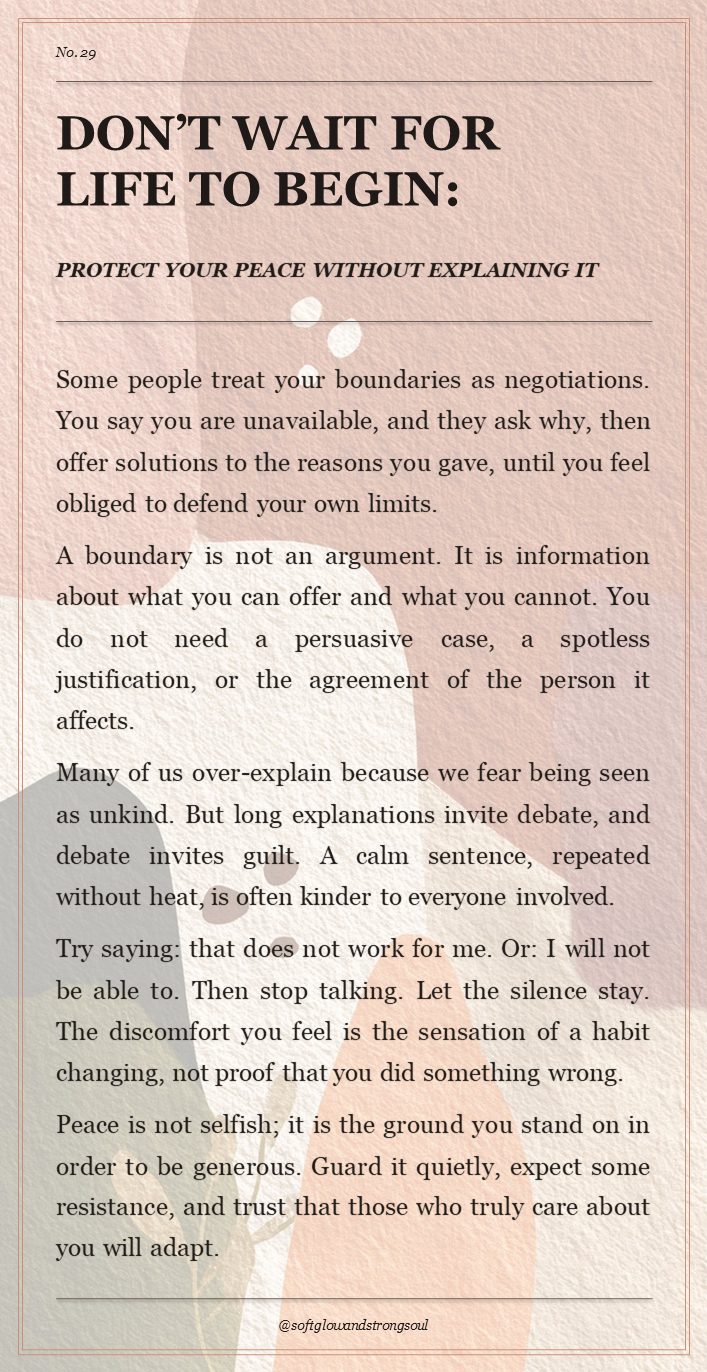 No. 29
DON’T WAIT FOR
LIFE TO BEGIN:
PROTECT YOUR PEACE WITHOUT EXPLAINING IT
Some people treat your boundaries as negotiations.
You say you are unavailable, and they ask why, then
offer solutions to the reasons you gave, until you feel
obliged to defend your own limits.
A boundary is not an argument. It is information
about what you can offer and what you cannot. You
do not need a persuasive case, a spotless
justification, or the agreement of the person it
affects.
Many of us over-explain because we fear being seen
as unkind. But long explanations invite debate, and
debate invites guilt. A calm sentence, repeated
without heat, is often kinder to everyone involved.
Try saying: that does not work for me. Or: I will not
be able to. Then stop talking. Let the silence stay.
The discomfort you feel is the sensation of a habit
changing, not proof that you did something wrong.
Peace is not selfish; it is the ground you stand on in
order to be generous. Guard it quietly, expect some
resistance, and trust that those who truly care about
you will adapt.
@softglowandstrongsoul